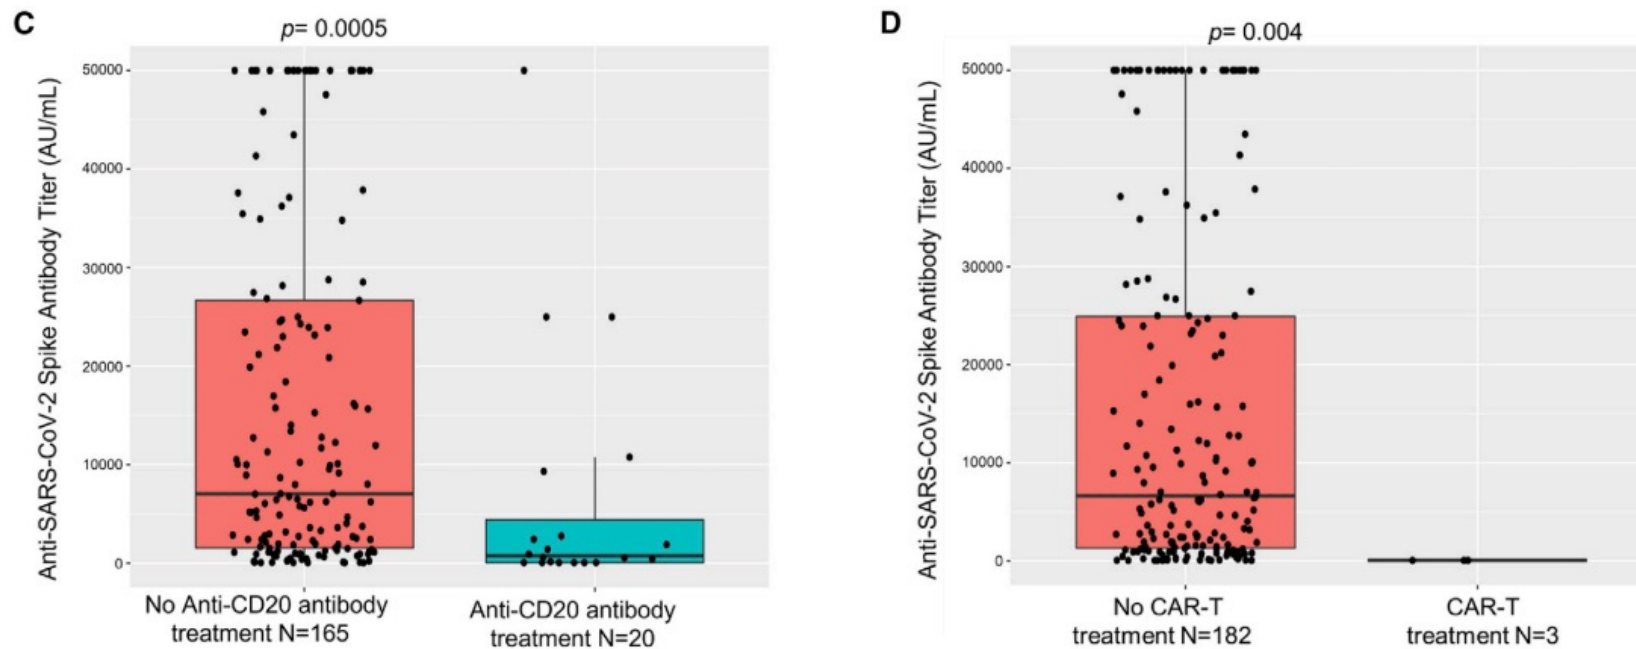 C
p= 0.0005
Anti-SARS-CoV-2 Spike Antibody Titer (AU/mL)
50000
40000
30000
20000
10000
0
No Anti-CD20 antibody
treatment N=165
Anti-CD20 antibody
treatment N=20
D
p= 0.004
Anti-SARS-CoV-2 Spike Antibody Titer (AU/mL)
50000
40000
30000
20000
10000
0
No CAR-T
treatment N=182
CAR-T
treatment N=3